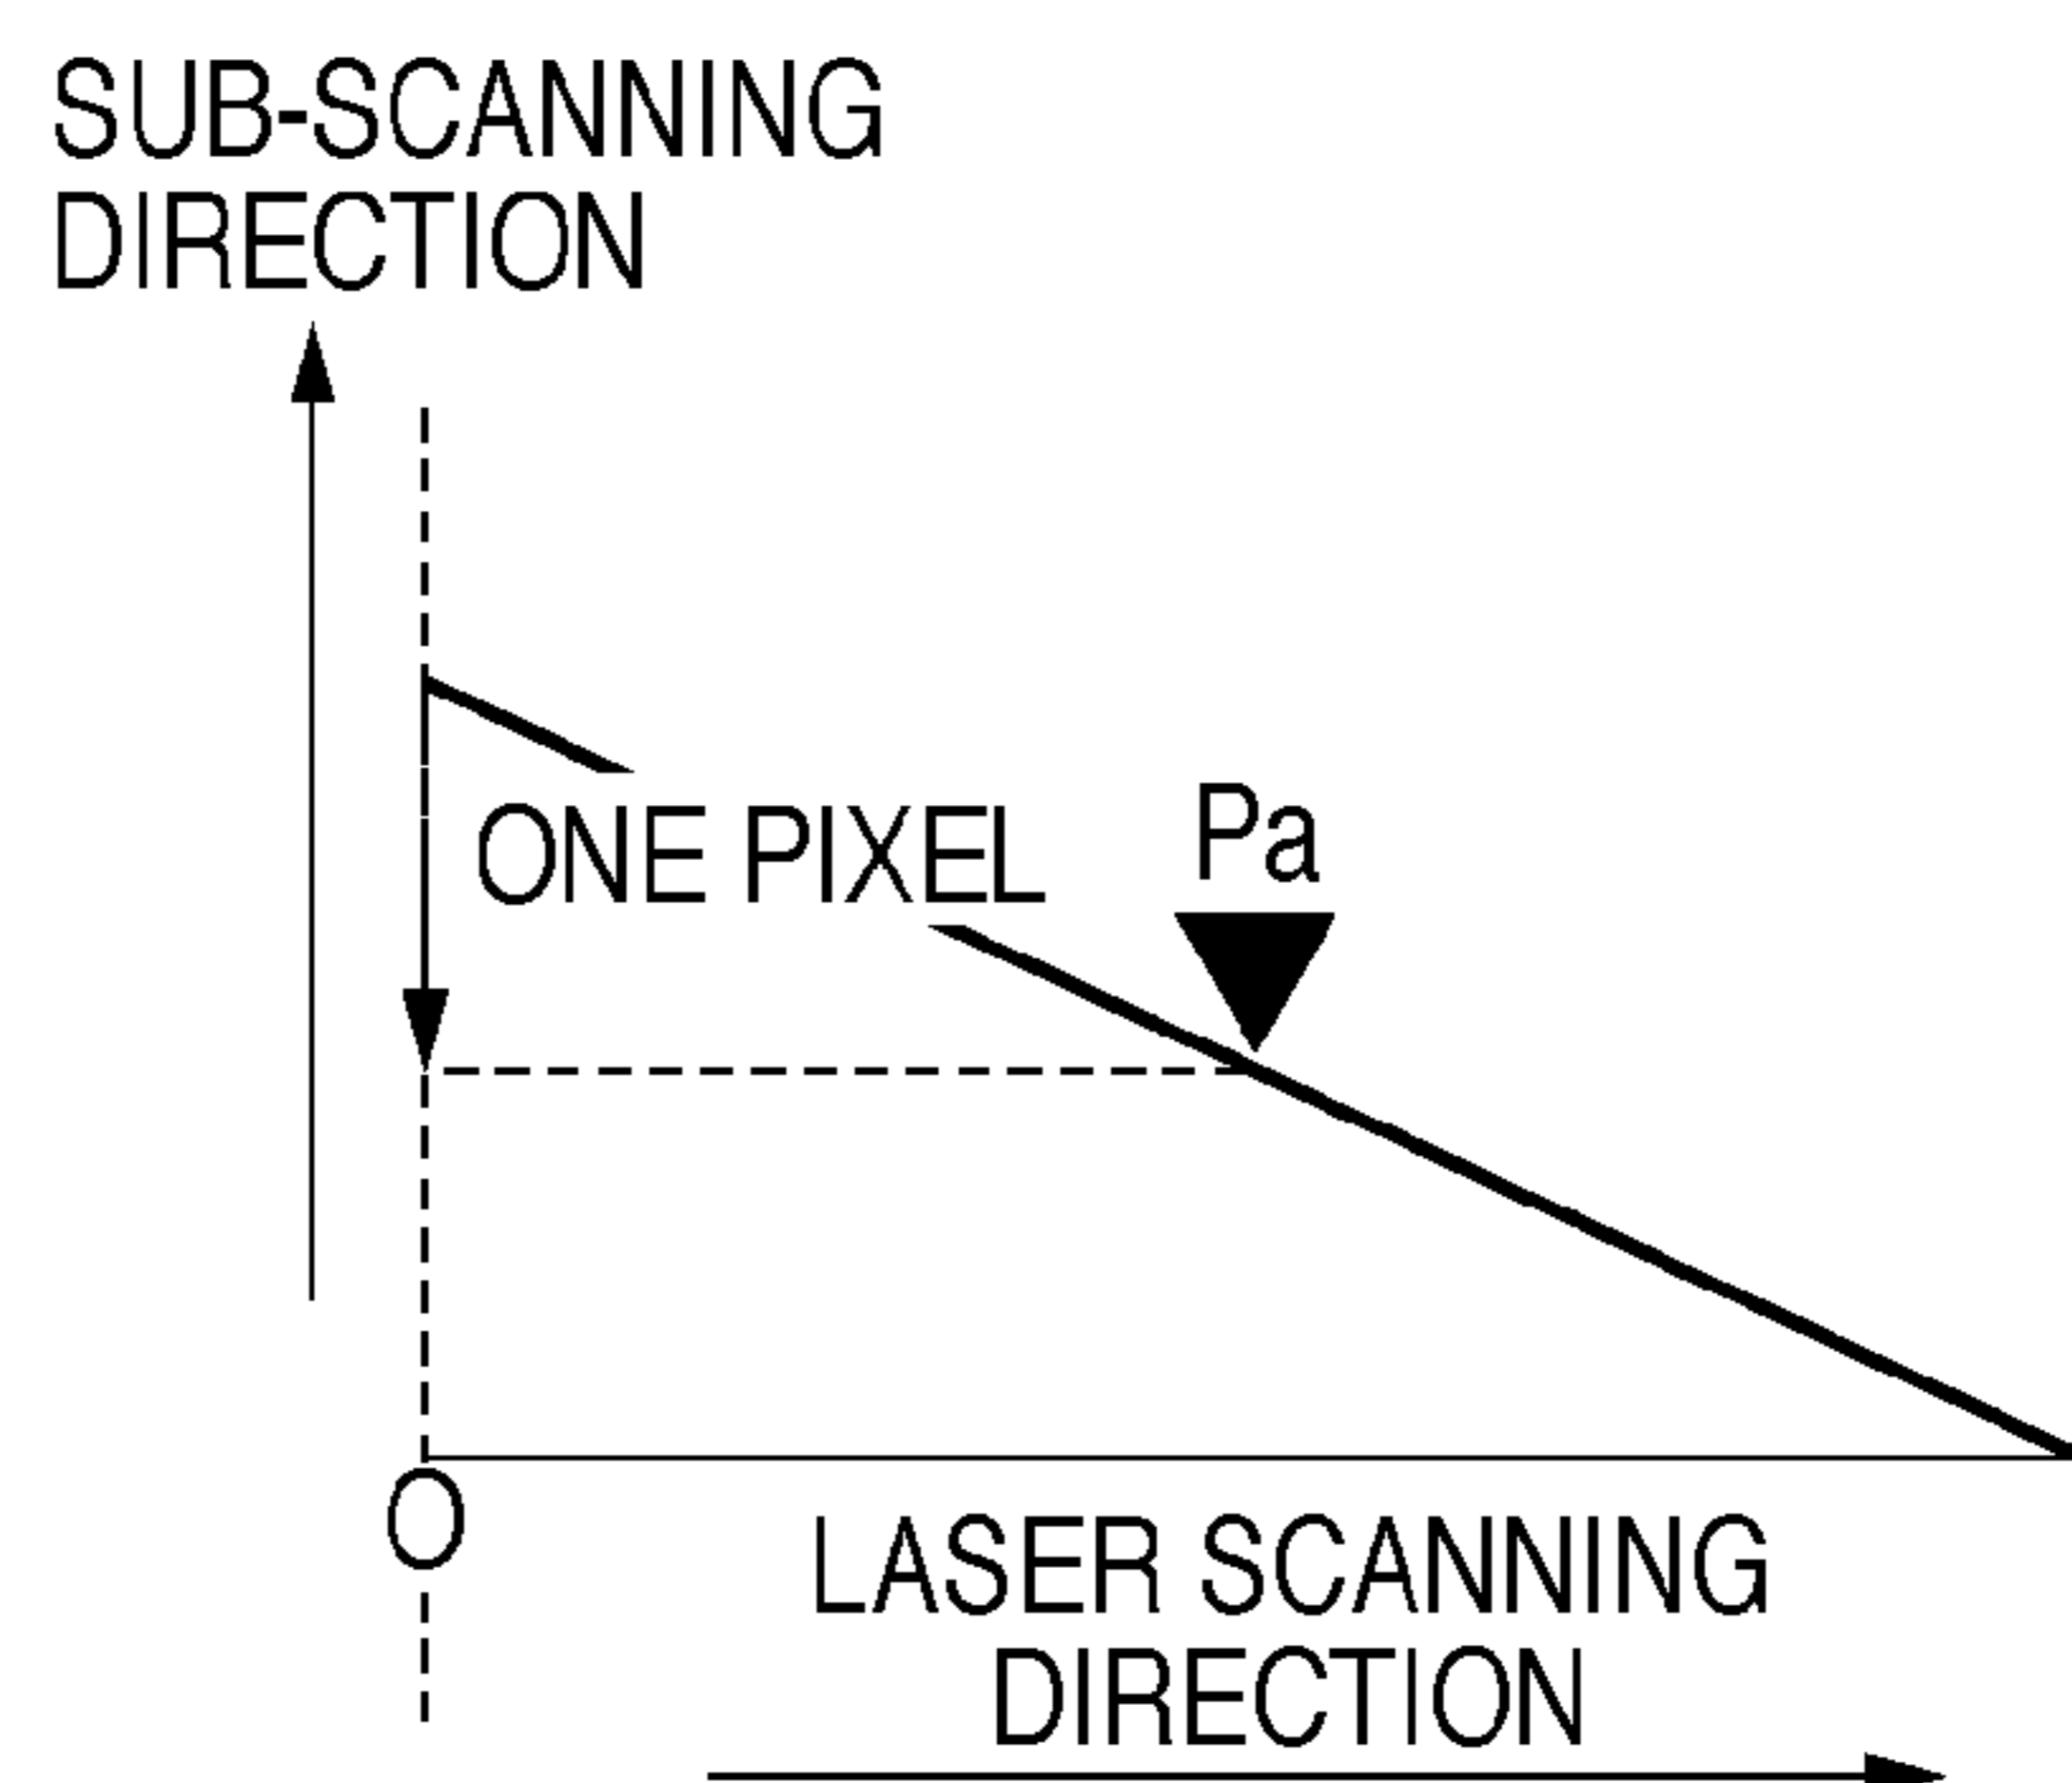 SUB-SCANNING
DIRECTION
ONE PIXEL
Pa
O
LASER SCANNING
DIRECTION